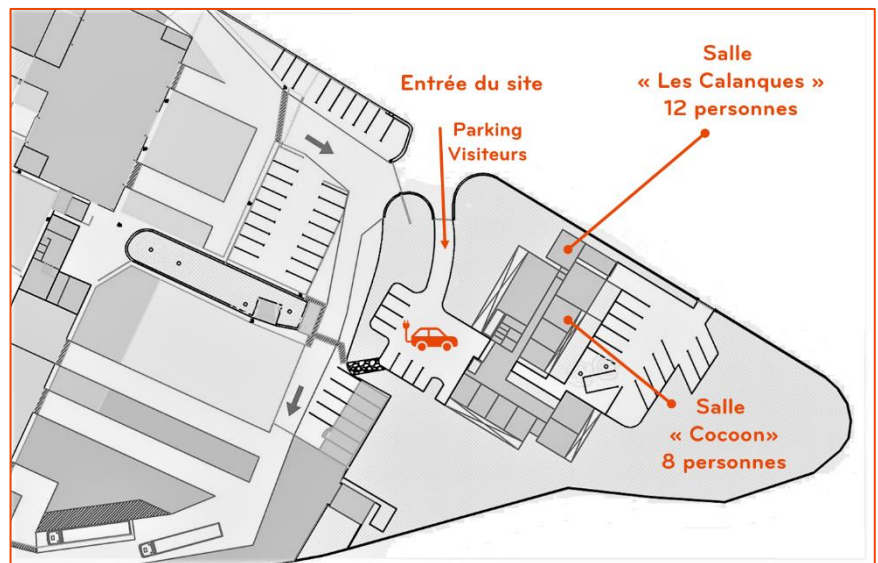 Salle
« Les Calanques »
12 personnes
Entrée du site
Parking
Visiteurs
Salle
« Cocoon»
8 personnes